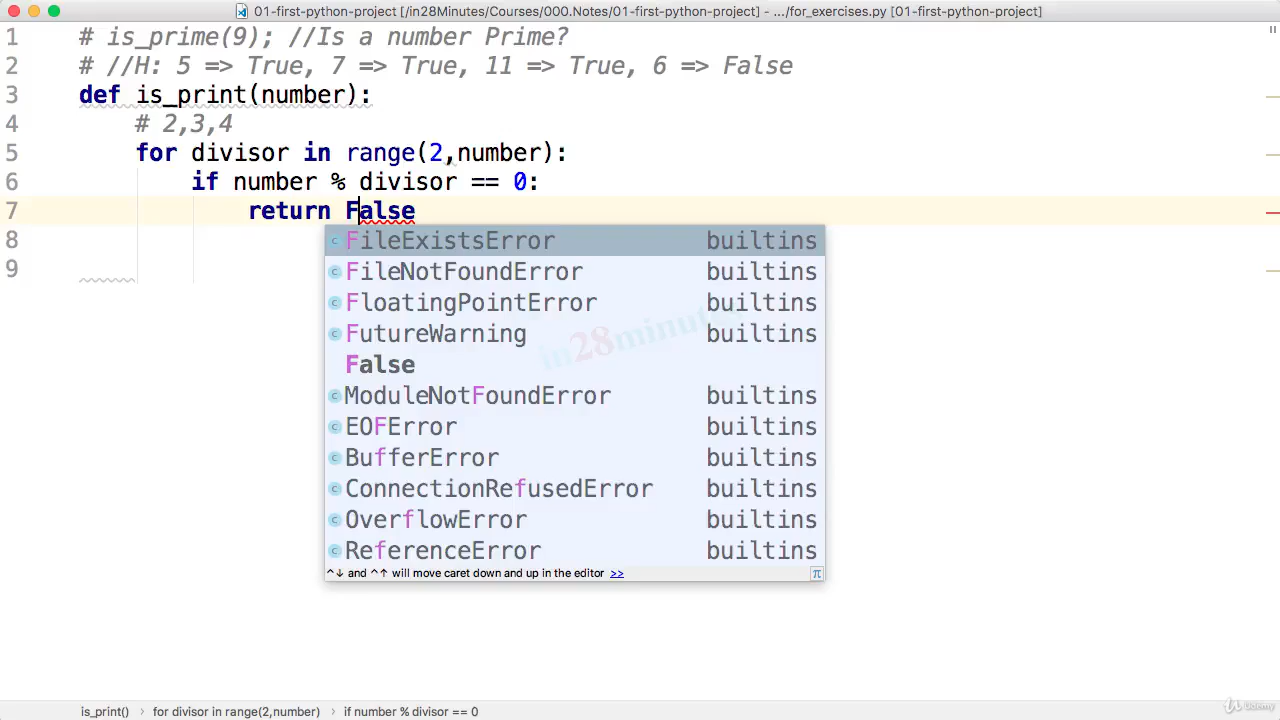 01-first-python-project [/in28Minutes/Courses/000.Notes/01-first-python-project] - .../for_exercises.py [01-first-python-project]
1 # is_prime(9); //Is a number Prime?
2 # //H: 5 => True, 7 => True, 11 => True, 6 => False
3 def is_print(number):
4 # 2,3,4
5 for divisor in range(2,number):
6 if number % divisor == 0:
7 return False
8
9
FileExistsError builtins
FileNotFoundError builtins
FloatingPointError builtins
FutureWarning builtins
False
ModuleNotFoundError builtins
EOFError builtins
BufferError builtins
ConnectionRefusedError builtins
OverflowError builtins
ReferenceError builtins
^↓ and ^↑ will move caret down and up in the editor >> π
in28minutes
is_print() › for divisor in range(2,number) › if number % divisor == 0
Udemy